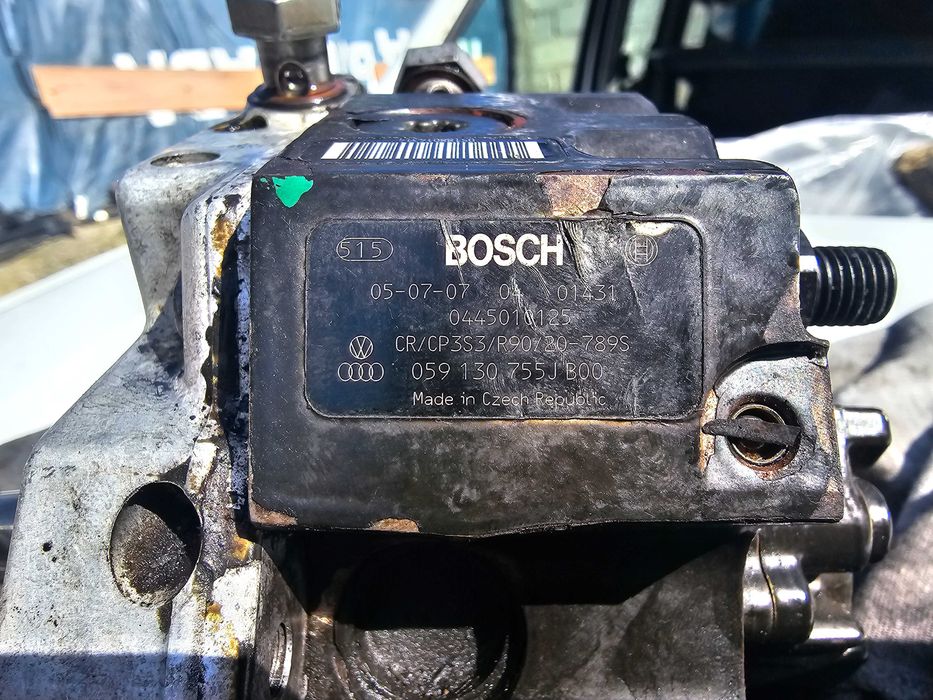 515 BOSCH
05-07-07 04 01431
0445010125
CR/CP3S3/R90/20-789S
059 130 755J B00
Made in Czech Republic